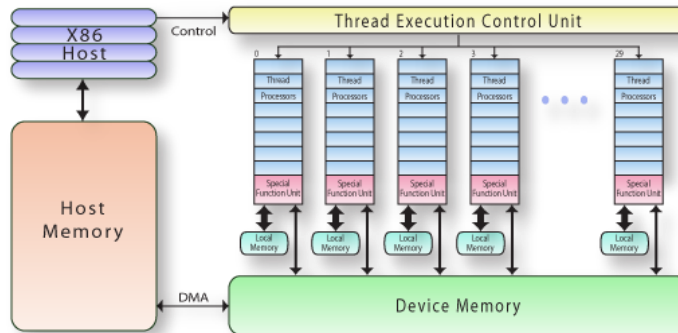 X86
Host
Control
Thread Execution Control Unit
0
1
2
3
29
Thread
Processors
Thread
Processors
Thread
Processors
Thread
Processors
Thread
Processors
Special
Function Unit
Special
Function Unit
Special
Function Unit
Special
Function Unit
Special
Function Unit
Host
Memory
Local
Memory
Local
Memory
Local
Memory
Local
Memory
Local
Memory
DMA
Device Memory